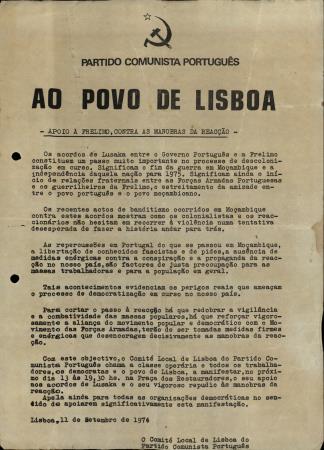 PARTIDO COMUNISTA PORTUGUÊS
AO POVO DE LISBOA
- APOIO À FRELIMO, CONTRA AS MANOBRAS DA REACÇÃO -
Os acordos de Lusaka entre o Governo Português e a Frelimo
constituem um passo muito importante no processo de descoloni-
zação em curso. Significam o fim da guerra em Moçambique e a
independência daquela nação para 1975. Significam ainda o iní-
cio de relações fraternais entre as Forças Armadas Portuguesas
e os guerrilheiros da Frelimo, o estreitamento da amizade en-
tre o povo português e o povo moçambicano.
Os recentes actos de banditismo ocorridos em Moçambique
contra estes acordos mostram como os colonialistas e os reac-
cionários não hesitam em recorrer à violência numa tentativa
desesperada de fazer a história andar para trás.
As repercussões em Portugal do que se passou em Moçambique,
a libertação de conhecidos fascistas e de pides, a ausência de
medidas enérgicas contra a conspiração e a propaganda da reac-
ção no nosso país, são factores de justa preocupação para as
massas trabalhadoras e para a população em geral.
Tais acontecimentos evidenciam os perigos reais que ameaçam
o processo de democratização em curso no nosso país.
Para cortar o passo à reacção há que redobrar a vigilância
e a combatividade das massas populares, há que reforçar vigoro-
samente a aliança do movimento popular e democrático com o Mo-
vimento das Forças Armadas, terão de ser tomadas medidas firmes
e enérgicas que desencoragem decisivamente as manobras da reac-
ção.
Com este objectivo, o Comité Local de Lisboa do Partido Co-
munista Português chama a classe operária e todos os trabalha-
dores, os democratas e o povo de Lisboa, a manifestar, no próxi-
mo dia 13 às 19,30 hs. na Praça dos Restauradores, o seu apoio
aos acordos de Lusaka e o seu vigoroso repúdio às manobras da
reacção.
Apela ainda para todas as organizações democráticas no sen-
tido de apoiarem significativamente esta manifestação.
Lisboa, 11 de Setembro de 1974
O Comité Local de Lisboa do
Partido Comunista Português